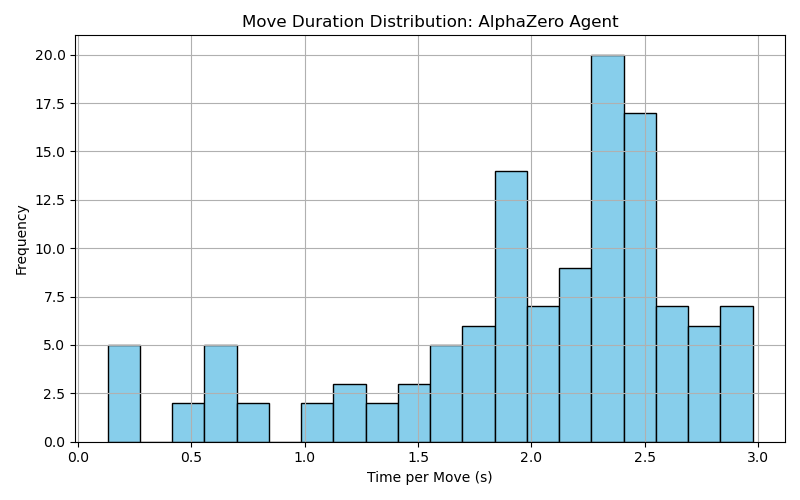 Move Duration Distribution: AlphaZero Agent
20.0
17.5
15.0
12.5
10.0
7.5
5.0
2.5
0.0
Frequency
0.0 0.5 1.0 1.5 2.0 2.5 3.0
Time per Move (s)